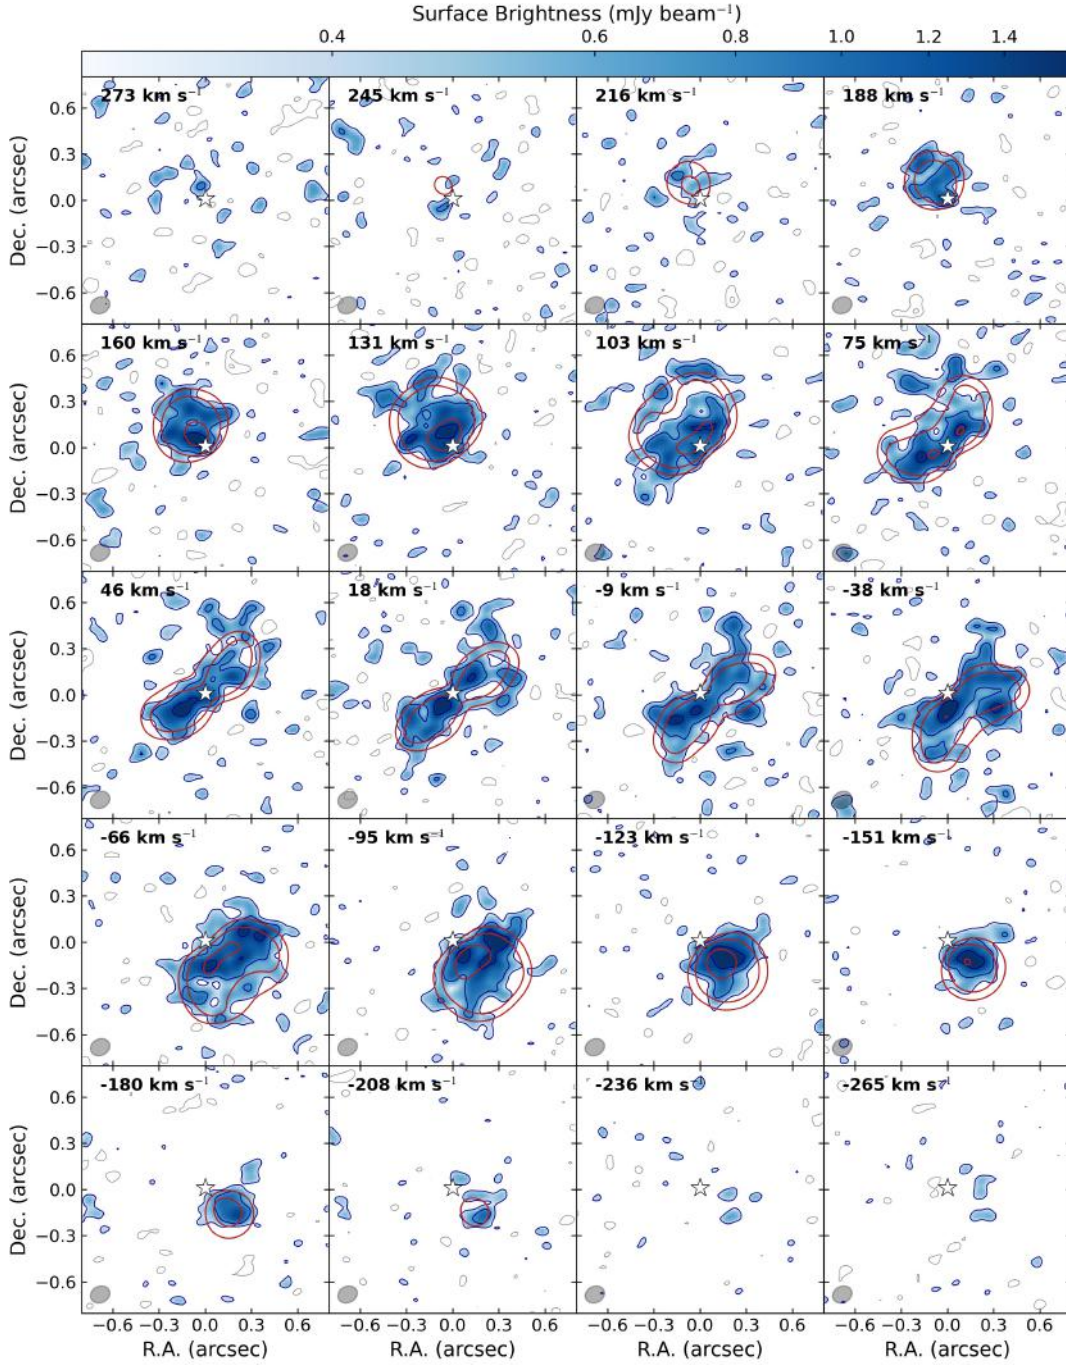 Surface Brightness (mJy beam⁻¹)
0.4 0.6 0.8 1.0 1.2 1.4
273 km s⁻¹ 245 km s⁻¹ 216 km s⁻¹ 188 km s⁻¹
0.6
0.3
0.0
−0.3
−0.6
Dec. (arcsec)
160 km s⁻¹ 131 km s⁻¹ 103 km s⁻¹ 75 km s⁻¹
0.6
0.3
0.0
−0.3
−0.6
Dec. (arcsec)
46 km s⁻¹ 18 km s⁻¹ -9 km s⁻¹ -38 km s⁻¹
0.6
0.3
0.0
−0.3
−0.6
Dec. (arcsec)
-66 km s⁻¹ -95 km s⁻¹ -123 km s⁻¹ -151 km s⁻¹
0.6
0.3
0.0
−0.3
−0.6
Dec. (arcsec)
-180 km s⁻¹ -208 km s⁻¹ -236 km s⁻¹ -265 km s⁻¹
0.6
0.3
0.0
−0.3
−0.6
Dec. (arcsec)
−0.6 −0.3 0.0 0.3 0.6 −0.6 −0.3 0.0 0.3 0.6 −0.6 −0.3 0.0 0.3 0.6 −0.6 −0.3 0.0 0.3 0.6
R.A. (arcsec) R.A. (arcsec) R.A. (arcsec) R.A. (arcsec)